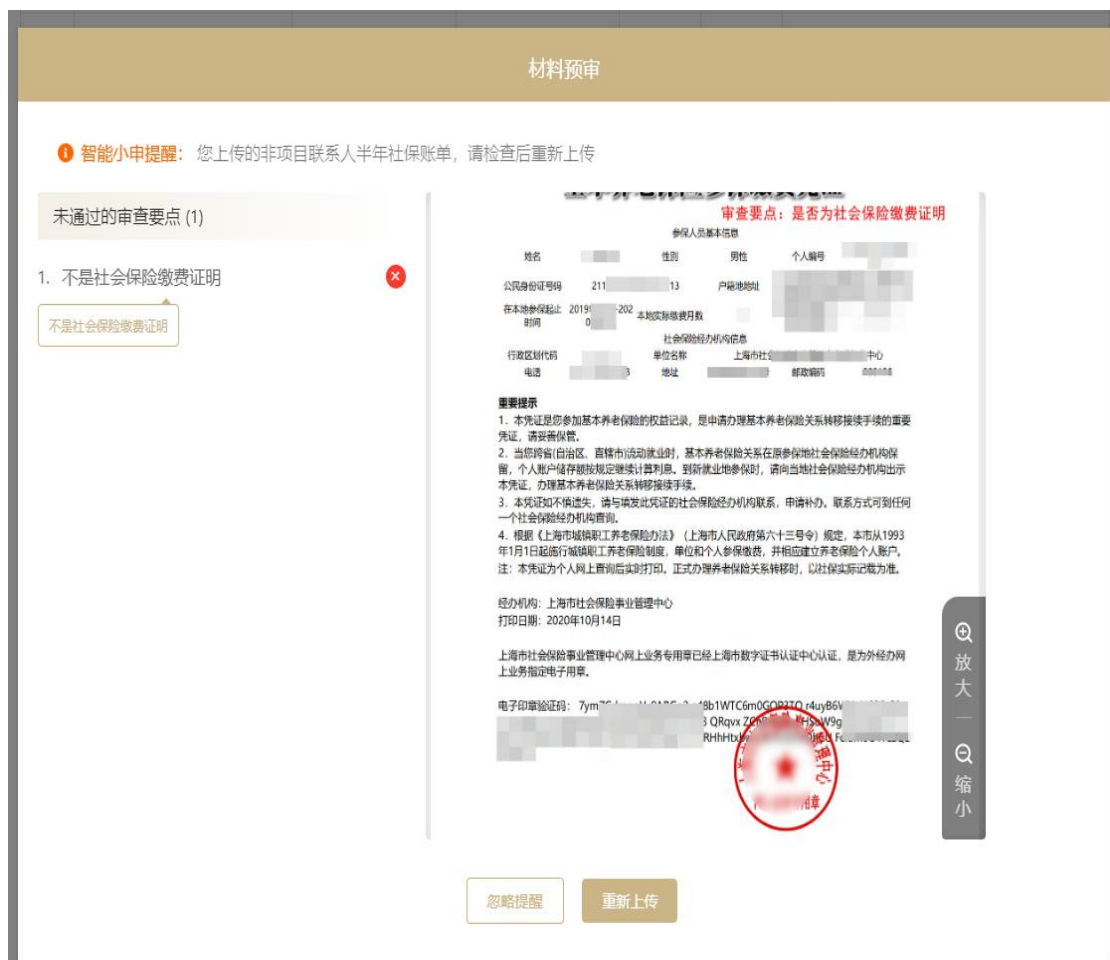 材料预审
智能小申提醒： 您上传的非项目联系人半年社保账单，请检查后重新上传
未通过的审查要点 (1)
1. 不是社会保险缴费证明
不是社会保险缴费证明
审查要点：是否为社会保险缴费证明
参保人员基本信息
姓名 性别 男性 个人编号
公民身份证号码 211 13 户籍地地址
在本地参保起止时间 2019 -202 0 本地实际缴费月数
社会保险经办机构信息
行政区划代码 单位名称 上海市社 中心
电话 3 地址 邮政编码
重要提示
1. 本凭证是您参加基本养老保险的权益记录，是申请办理基本养老保险关系转移接续手续的重要
凭证，请妥善保管。
2. 当您跨省(自治区、直辖市)流动就业时，基本养老保险关系在原参保地社会保险经办机构保
留，个人账户储存额按规定继续计算利息。到新就业地参保时，请向当地社会保险经办机构出示
本凭证，办理基本养老保险关系转移接续手续。
3. 本凭证如不慎遗失，请与填发此凭证的社会保险经办机构联系，申请补办。联系方式可到任何
一个社会保险经办机构查询。
4. 根据《上海市城镇职工养老保险办法》（上海市人民政府第六十三号令）规定，本市从1993
年1月1日起施行城镇职工养老保险制度，单位和个人参保缴费，并相应建立养老保险个人账户。
注：本凭证为个人网上查询后实时打印。正式办理养老保险关系转移时，以社保实际记载为准。
经办机构：上海市社会保险事业管理中心
打印日期：2020年10月14日
上海市社会保险事业管理中心网上业务专用章已经上海市数字证书认证中心认证，是为外经办网
上业务指定电子用章。
电子印章验证码： 7ym
理中心
用章
放大
缩小
忽略提醒
重新上传